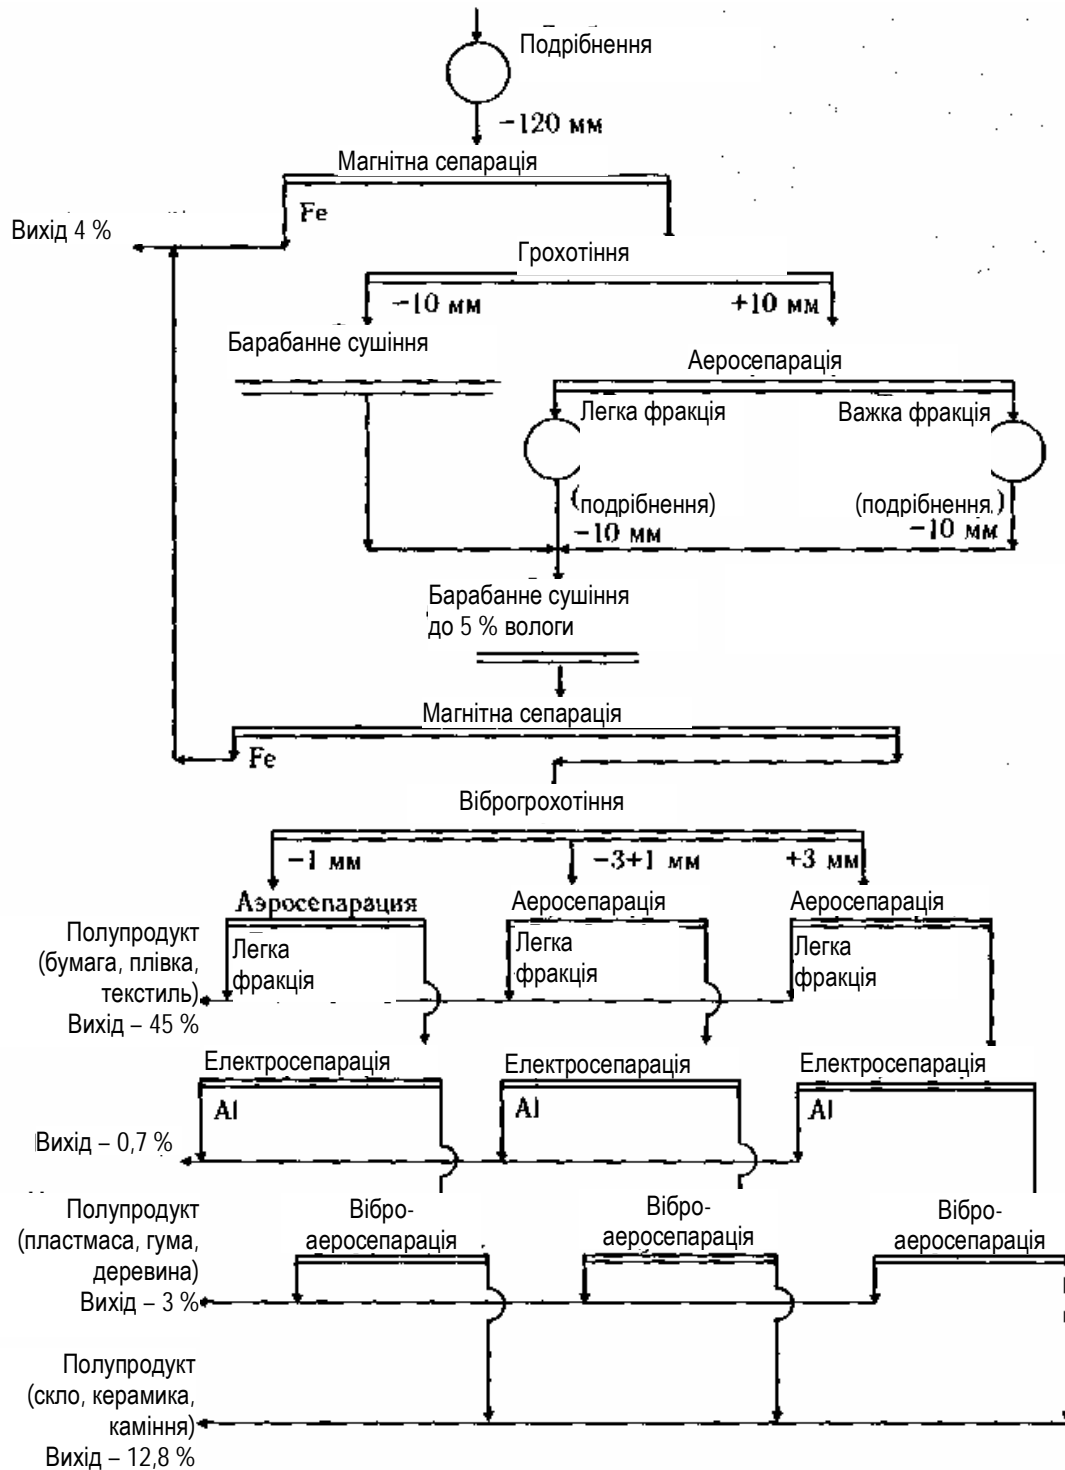 Подрібнення
−120 мм
Магнітна сепарація
Fe
Вихід 4 %
Грохотіння
−10 мм
+10 мм
Барабанне сушіння
Аеросепарація
Легка фракція
Важка фракція
(подрібнення)
(подрібнення.)
−10 мм
−10 мм
Барабанне сушіння
до 5 % вологи
Магнітна сепарація
Fe
Віброгрохотіння
−1 мм
−3+1 мм
+3 мм
Аэросепарация
Аеросепарація
Аеросепарація
Полупродукт
(бумага, плівка,
текстиль)
Вихід – 45 %
Легка
фракція
Легка
фракція
Легка
фракція
Електросепарація
Електросепарація
Електросепарація
Al
Al
Al
Вихід – 0,7 %
Полупродукт
(пластмаса, гума,
деревина)
Вихід – 3 %
Вібро-
аеросепарація
Вібро-
аеросепарація
Вібро-
аеросепарація
Полупродукт
(скло, керамика,
каміння)
Вихід – 12,8 %